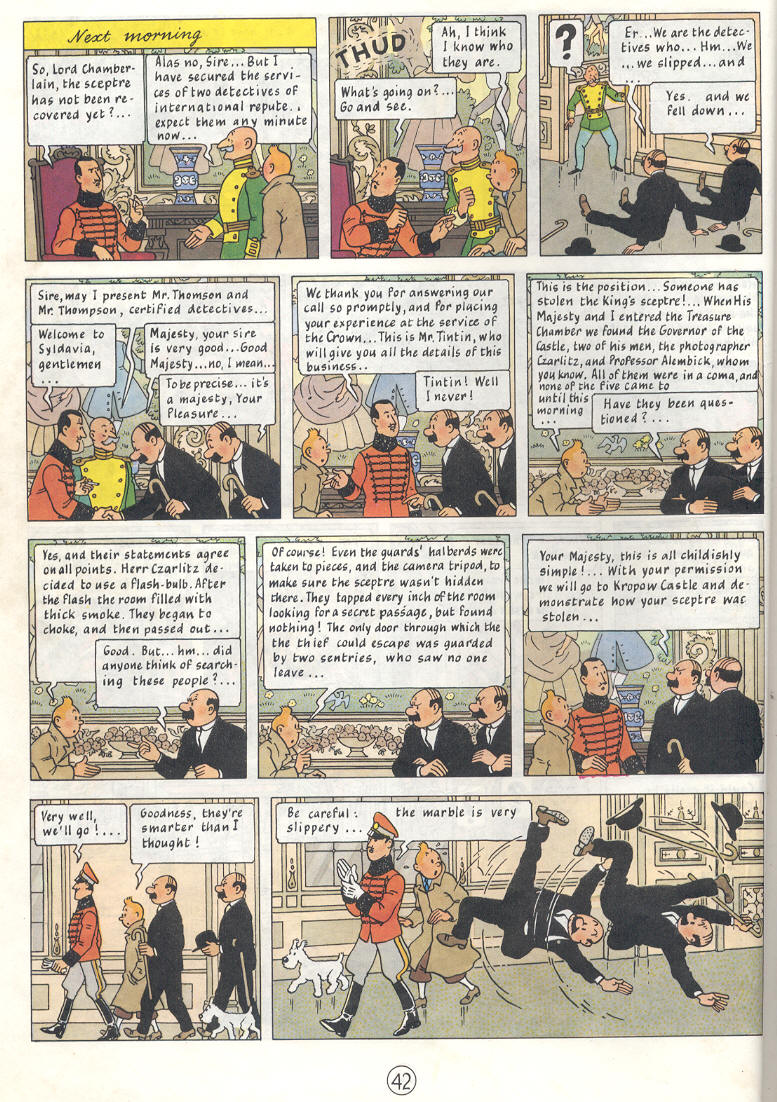 Next morning
So, Lord Chamber-
lain, the sceptre
has not been re-
covered yet?...
Alas no, Sire... But I
have secured the servi-
ces of two detectives of
international repute..
expect them any minute
now...
THUD
Ah, I think
I know who
they are.
What's going on?...
Go and see.
?
Er...We are the detec-
tives who... Hm...We
...we slipped...and
...
Yes. and we
fell down...
Sire, may I present Mr. Thomson and
Mr. Thompson, certified detectives...
Welcome to
Syldavia,
gentlemen
...
Majesty, your sire
is very good...Good
Majesty...no, I mean...
To be precise... it's
a majesty, Your
Pleasure...
We thank you for answering our
call so promptly, and for placing
your experience at the service of
the Crown...This is Mr. Tintin, who
will give you all the details of this
business..
Tintin! Well
I never!
This is the position... Someone has
stolen the King's sceptre!... When His
Majesty and I entered the Treasure
Chamber we found the Governor of the
Castle, two of his men, the photographer
Czarlitz, and Professor Alembick, whom
you know. All of them were in a coma, and
none of the five came to
until this
morning
...
Have they been ques-
tioned?...
Yes, and their statements agree
on all points. Herr Czarlitz de-
cided to use a flash-bulb. After
the flash the room filled with
thick smoke. They began to
choke, and then passed out...
Good. But... hm... did
anyone think of search-
ing these people?...
Of course! Even the guards' halberds were
taken to pieces, and the camera tripod, to
make sure the sceptre wasn't hidden
there. They tapped every inch of the room
looking for a secret passage, but found
nothing! The only door through which the
the thief could escape was guarded
by two sentries, who saw no one
leave...
Your Majesty, this is all childishly
simple!... With your permission
we will go to Kropow Castle and de-
monstrate how your sceptre was
stolen...
Very well,
we'll go!...
Goodness, they're
smarter than I
thought!
Be careful: the marble is very
slippery...
42